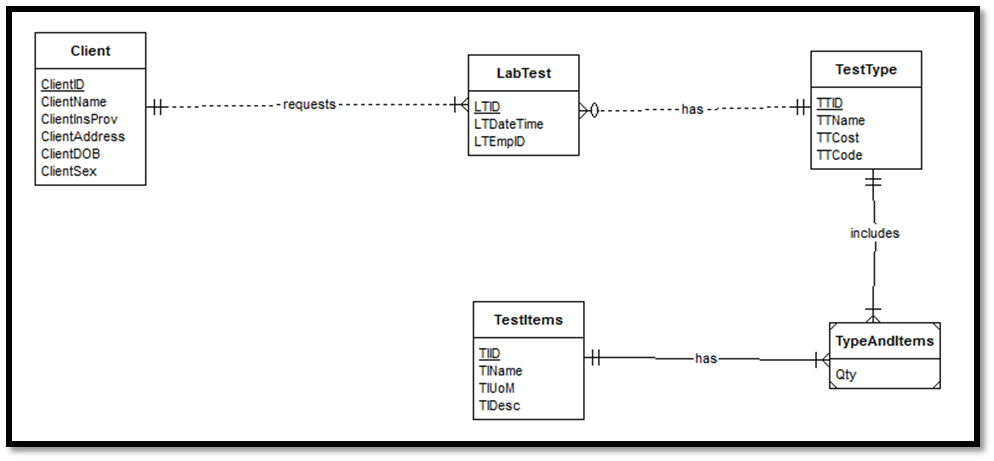 Client
ClientID
ClientName
ClientInsProv
ClientAddress
ClientDOB
ClientSex
requests
LabTest
LTID
LTDateTime
LTEmpID
has
TestType
TTID
TTName
TTCost
TTCode
includes
TestItems
TIID
TIName
TIUoM
TIDesc
has
TypeAndItems
Qty